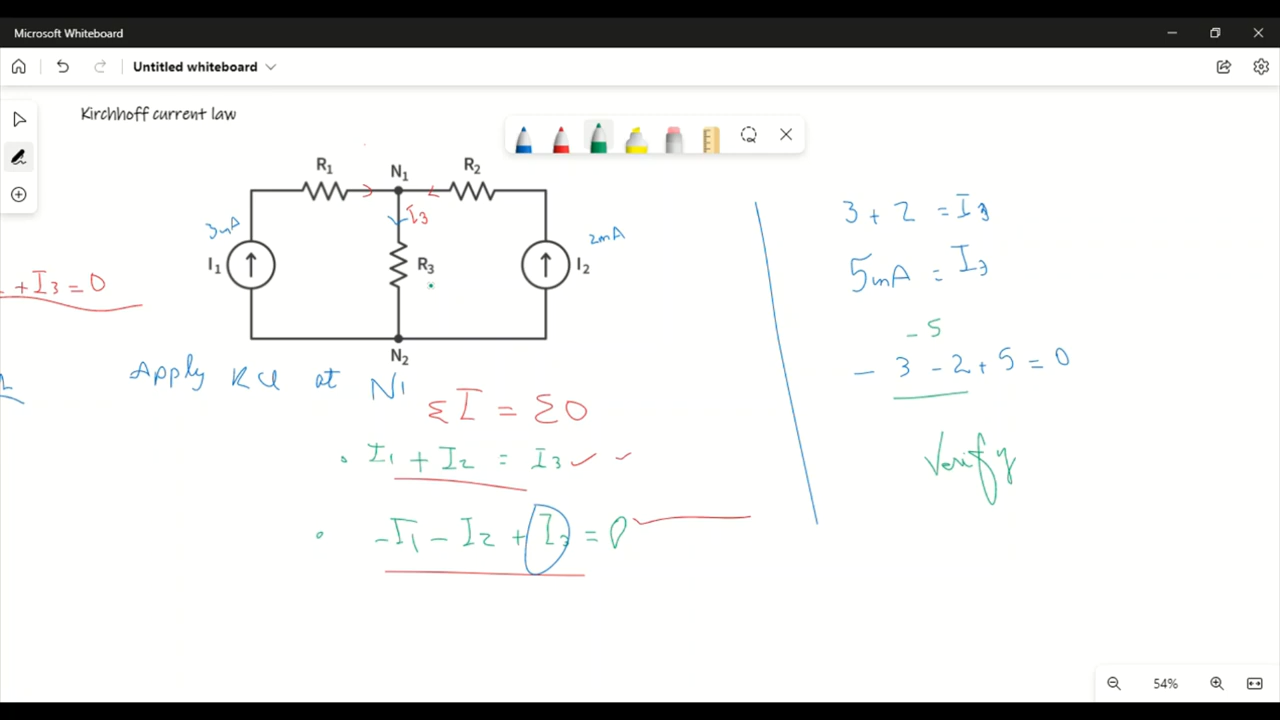 Microsoft Whiteboard
Untitled whiteboard
Kirchhoff current law
R1 N1 R2
I3
3mA
I1
R3
2mA
I2
N2
+ I3 = 0
Apply KCL at N1
ΣI = Σ0
• I1 + I2 = I3
• -I1 - I2 + I3 = 0
3 + 2 = I3
5mA = I3
-5
- 3 - 2 + 5 = 0
Verify
54%